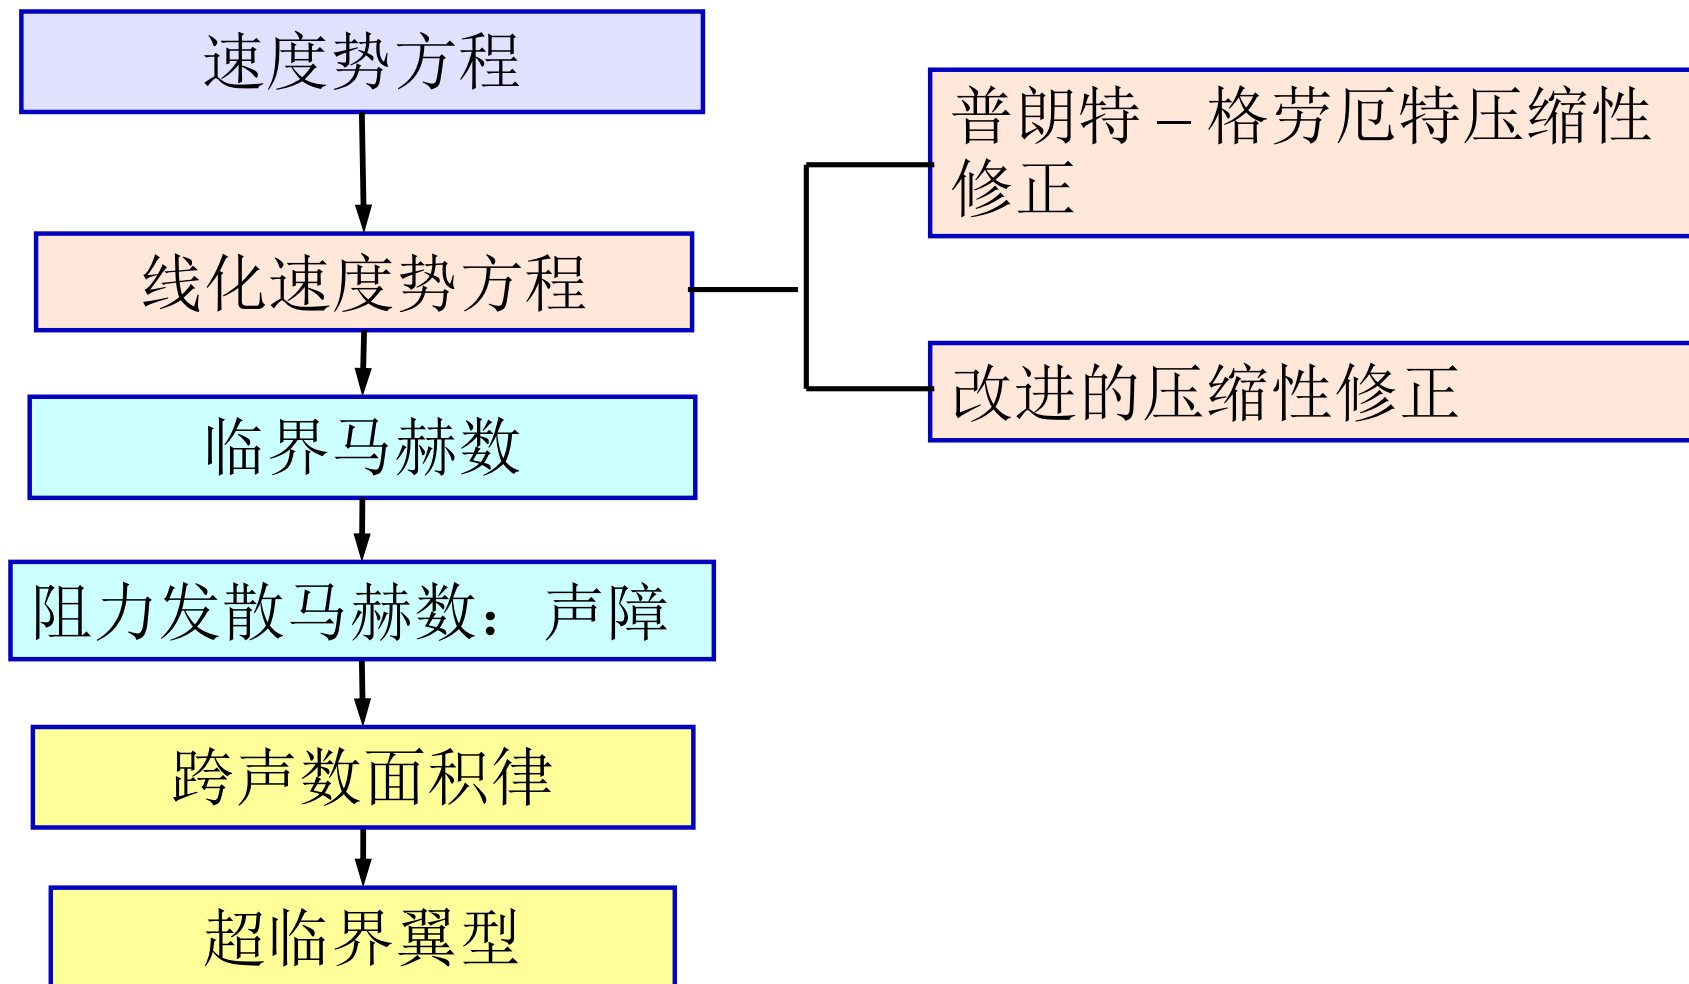 速度势方程
普朗特–格劳厄特压缩性
修正
线化速度势方程
改进的压缩性修正
临界马赫数
阻力发散马赫数：声障
跨声数面积律
超临界翼型